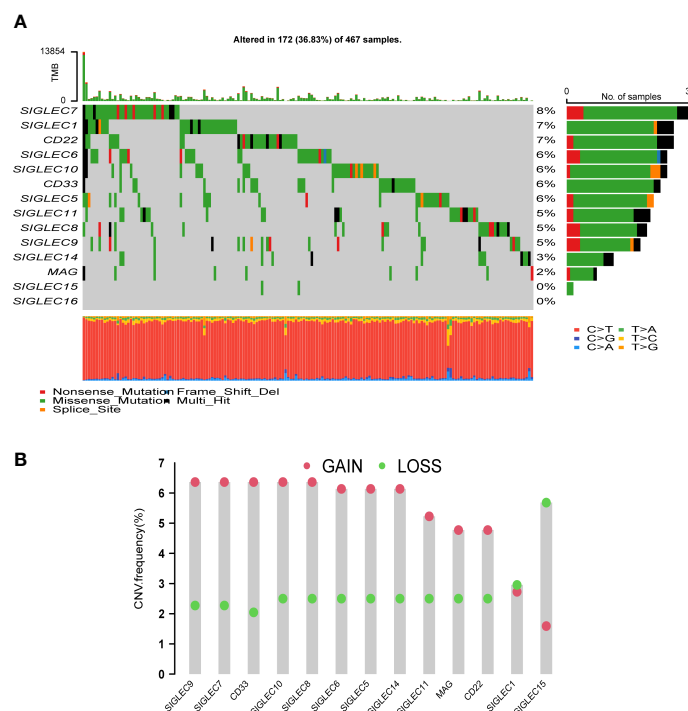 A
Altered in 172 (36.83%) of 467 samples.
13854
TMB
0
0
3
No. of samples
SIGLEC7 8%
SIGLEC1 7%
CD22 7%
SIGLEC6 6%
SIGLEC10 6%
CD33 6%
SIGLEC5 6%
SIGLEC11 5%
SIGLEC8 5%
SIGLEC9 5%
SIGLEC14 3%
MAG 2%
SIGLEC15 0%
SIGLEC16 0%
C>T T>A
C>G T>C
C>A T>G
Nonsense_Mutation Frame_Shift_Del
Missense_Mutation Multi_Hit
Splice_Site
B
GAIN LOSS
CNV.frequency(%)
7
6
5
4
3
2
1
0
SIGLEC9
SIGLEC7
CD33
SIGLEC10
SIGLEC8
SIGLEC6
SIGLEC5
SIGLEC14
SIGLEC11
MAG
CD22
SIGLEC1
SIGLEC15